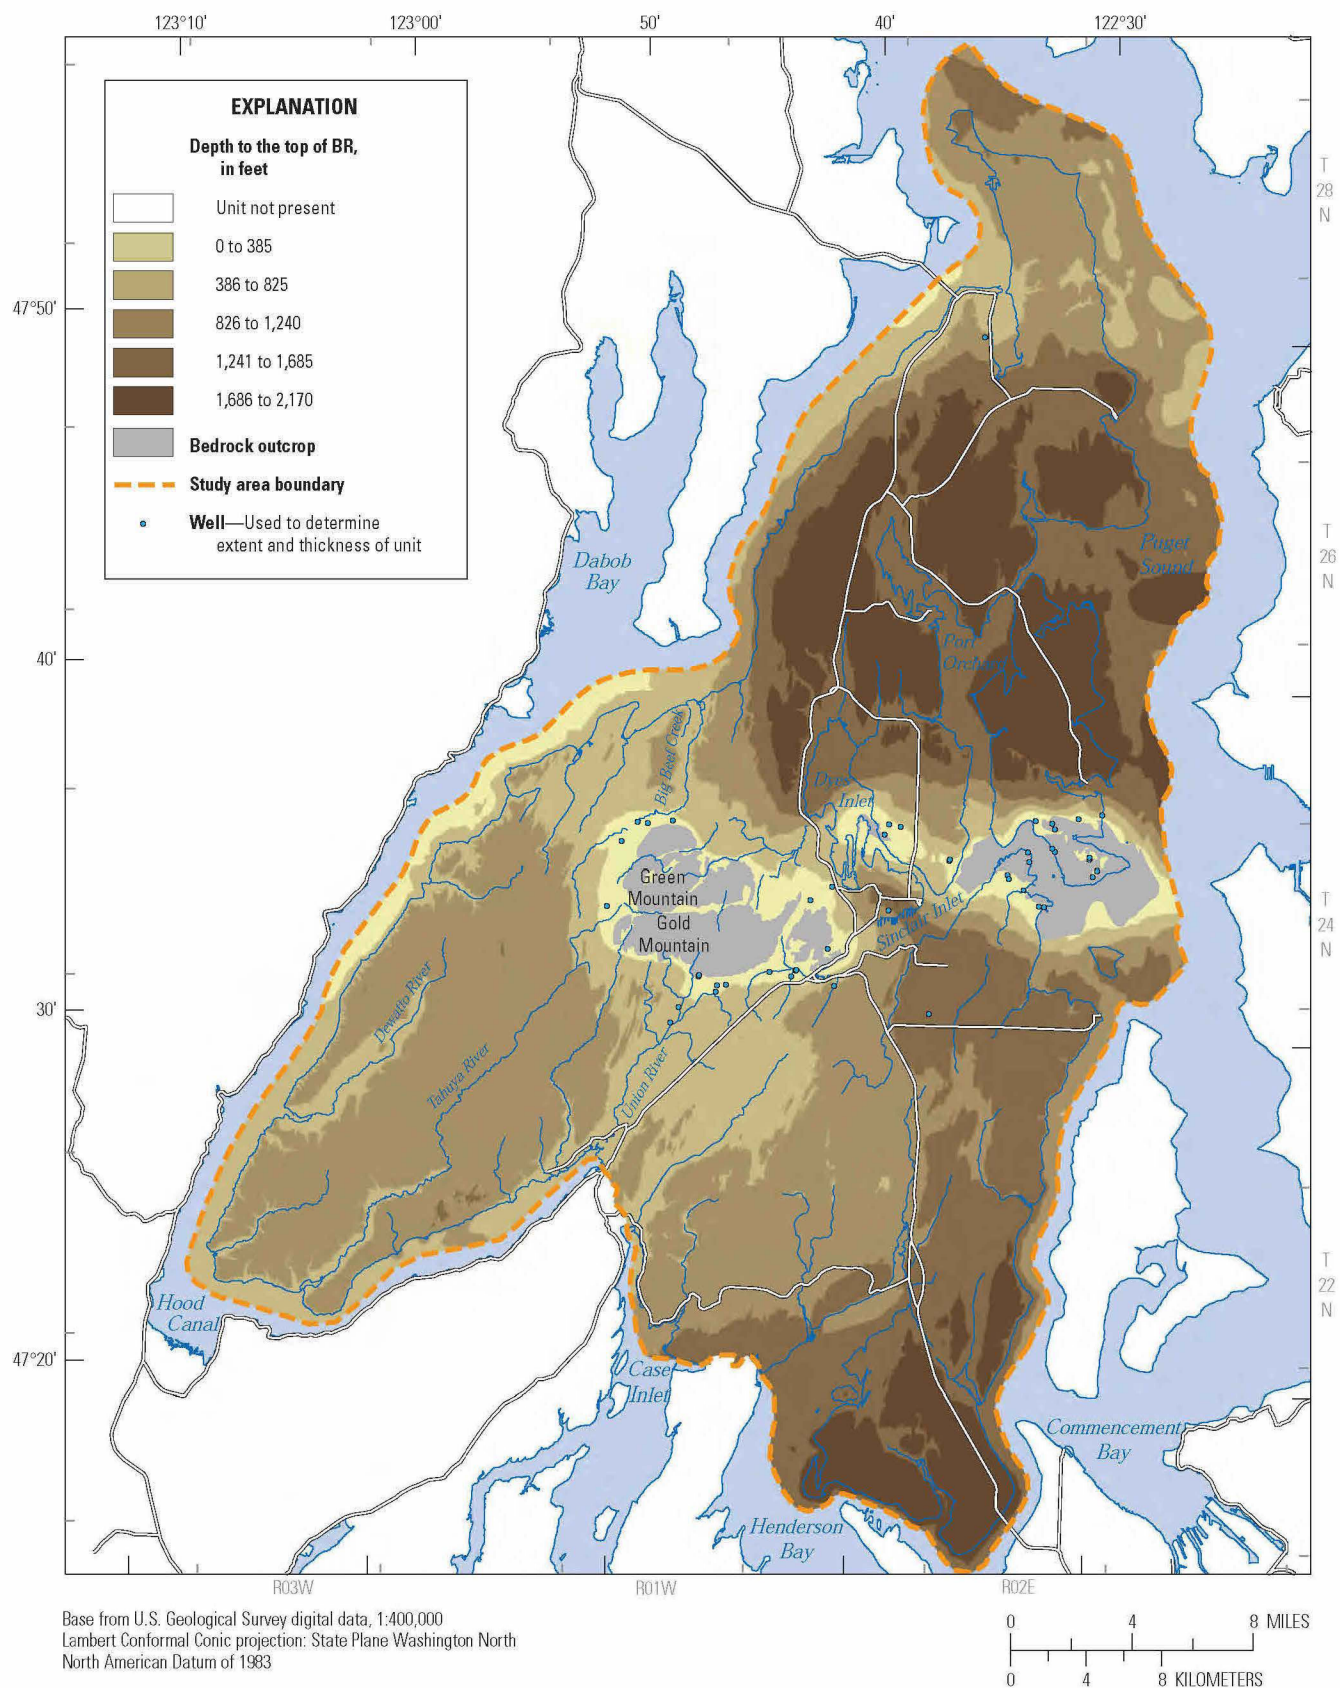 123°10' 123°00' 50' 40' 122°30'
EXPLANATION
Depth to the top of BR,
in feet
Unit not present
0 to 385
386 to 825
826 to 1,240
1,241 to 1,685
1,686 to 2,170
Bedrock outcrop
Study area boundary
Well—Used to determine
extent and thickness of unit
T
28
N
47°50'
Dabob
Bay
Puget
Sound
T
26
N
40'
Port
Orchard
Big Beef Creek
Dyes
Inlet
Green
Mountain
Gold
Mountain
Sinclair Inlet
T
24
N
30'
Dewatto River
Tahuya River
Union River
T
22
N
Hood
Canal
47°20'
Case
Inlet
Commencement
Bay
Henderson
Bay
R03W R01W R02E
Base from U.S. Geological Survey digital data, 1:400,000
Lambert Conformal Conic projection: State Plane Washington North
North American Datum of 1983
0 4 8 MILES
0 4 8 KILOMETERS